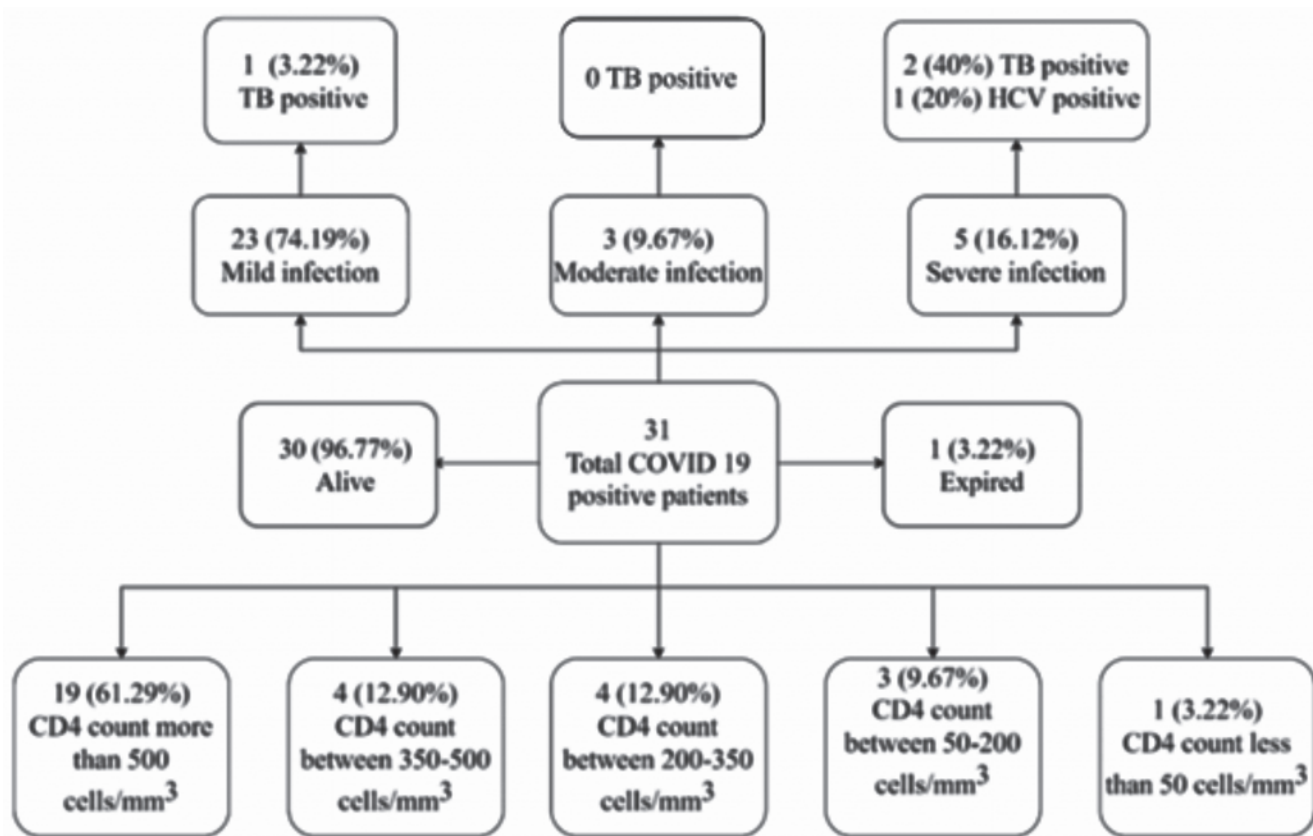 1 (3.22%)
TB positive
0 TB positive
2 (40%) TB positive
1 (20%) HCV positive
23 (74.19%)
Mild infection
3 (9.67%)
Moderate infection
5 (16.12%)
Severe infection
30 (96.77%)
Alive
31
Total COVID 19
positive patients
1 (3.22%)
Expired
19 (61.29%)
CD4 count more
than 500
cells/mm³
4 (12.90%)
CD4 count
between 350-500
cells/mm³
4 (12.90%)
CD4 count
between 200-350
cells/mm³
3 (9.67%)
CD4 count
between 50-200
cells/mm³
1 (3.22%)
CD4 count less
than 50 cells/mm³